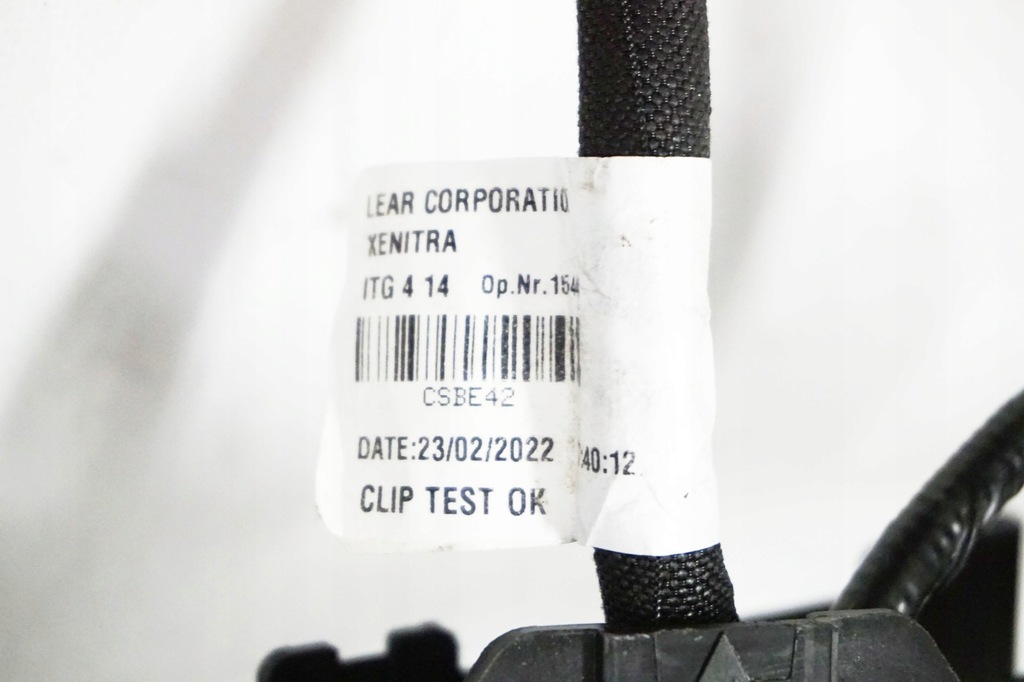 LEAR CORPORATIO
XENITRA
ITG 4 14 Op.Nr.154
CSBE42
DATE:23/02/2022 :40:12
CLIP TEST OK